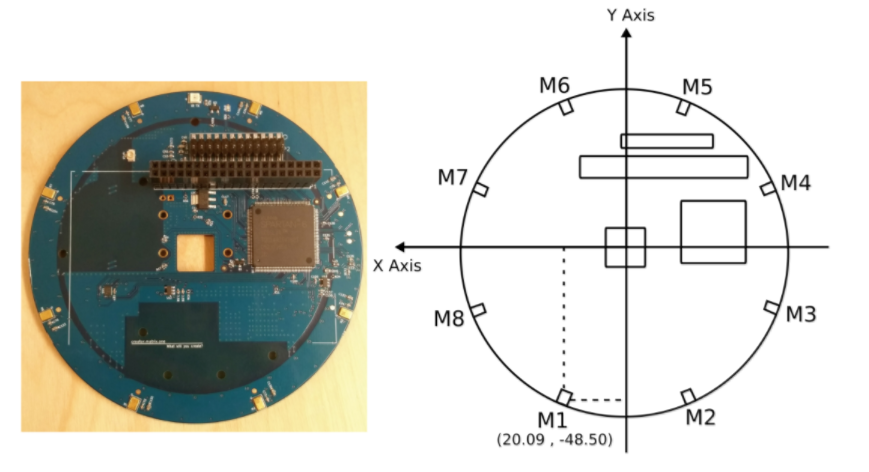 Y Axis
M6
M5
M7
M4
X Axis
M8
M3
M1
M2
(20.09 , -48.50)